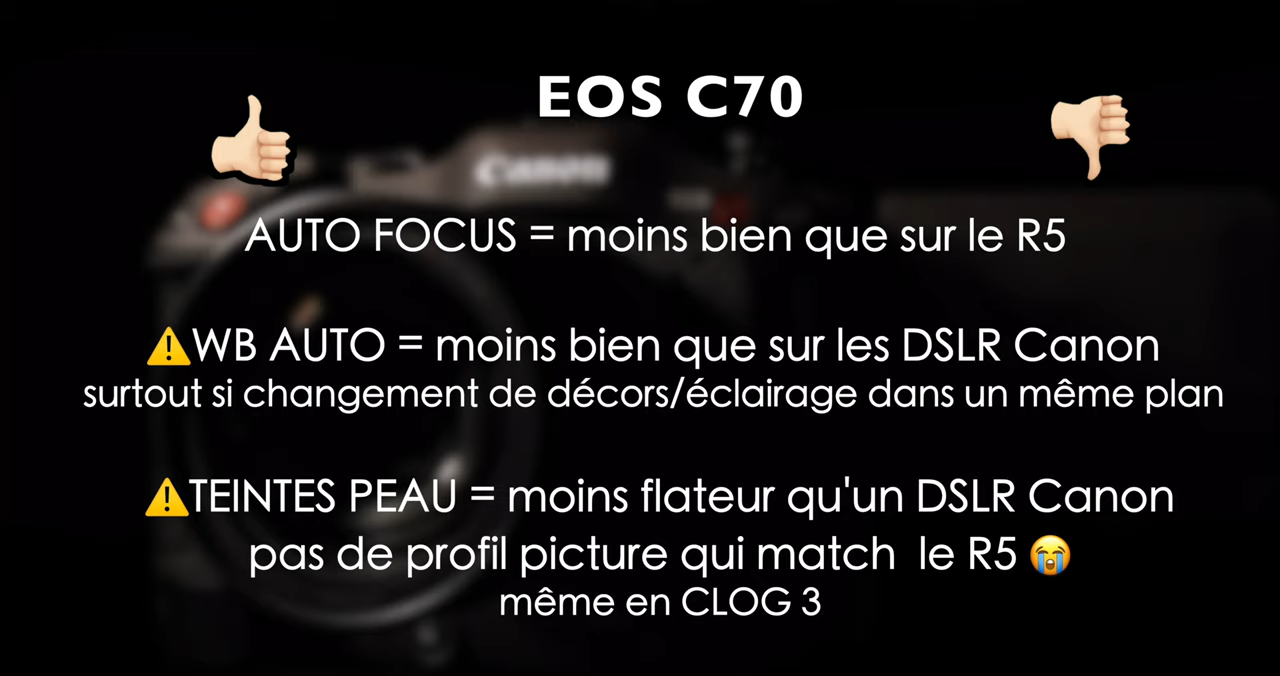 EOS C70
Canon
AUTO FOCUS = moins bien que sur le R5
⚠️WB AUTO = moins bien que sur les DSLR Canon
surtout si changement de décors/éclairage dans un même plan
⚠️TEINTES PEAU = moins flateur qu'un DSLR Canon
pas de profil picture qui match  le R5 😭
même en CLOG 3